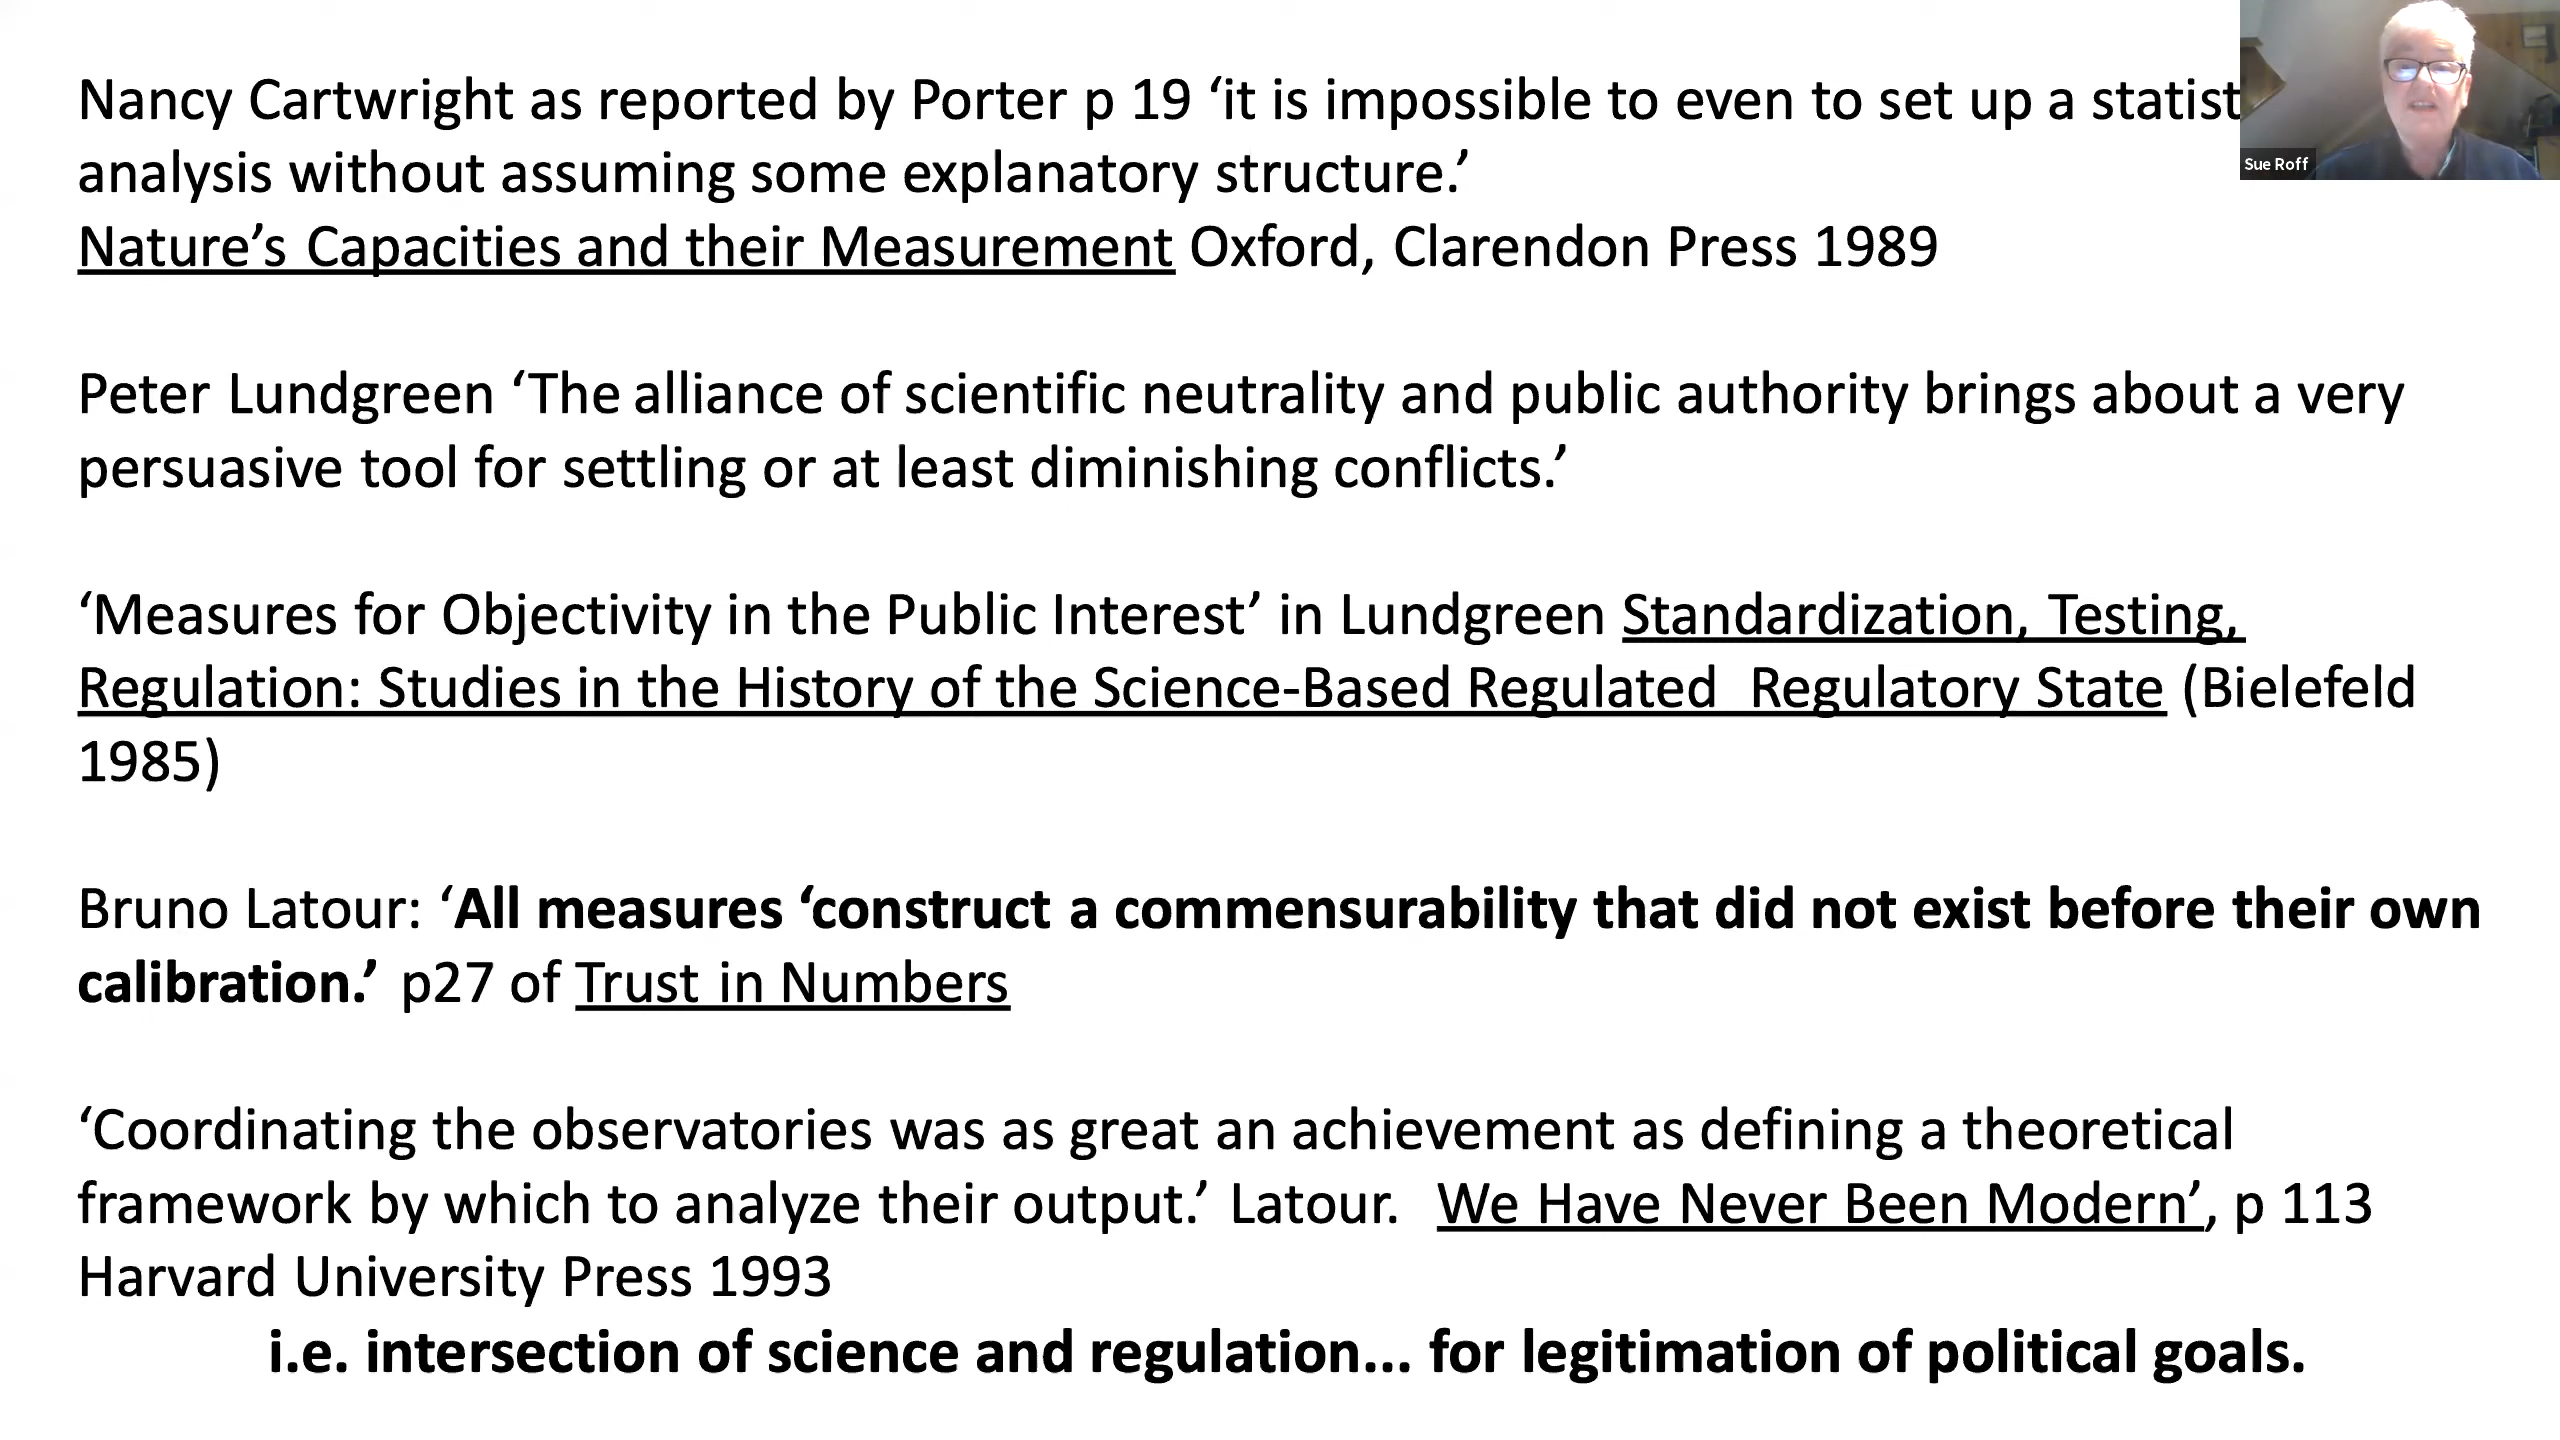 Nancy Cartwright as reported by Porter p 19 ‘it is impossible to even to set up a
analysis without assuming some explanatory structure.’
Nature’s Capacities and their Measurement Oxford, Clarendon Press 1989
Peter Lundgreen ‘The alliance of scientific neutrality and public authority brings about a very
persuasive tool for settling or at least diminishing conflicts.’
‘Measures for Objectivity in the Public Interest’ in Lundgreen Standardization, Testing,
Regulation: Studies in the History of the Science-Based Regulated  Regulatory State (Bielefeld
1985)
Bruno Latour: ‘All measures ‘construct a commensurability that did not exist before their own
calibration.’ p27 of Trust in Numbers
‘Coordinating the observatories was as great an achievement as defining a theoretical
framework by which to analyze their output.’ Latour.  We Have Never Been Modern’, p 113
Harvard University Press 1993
i.e. intersection of science and regulation... for legitimation of political goals.
Sue Roff